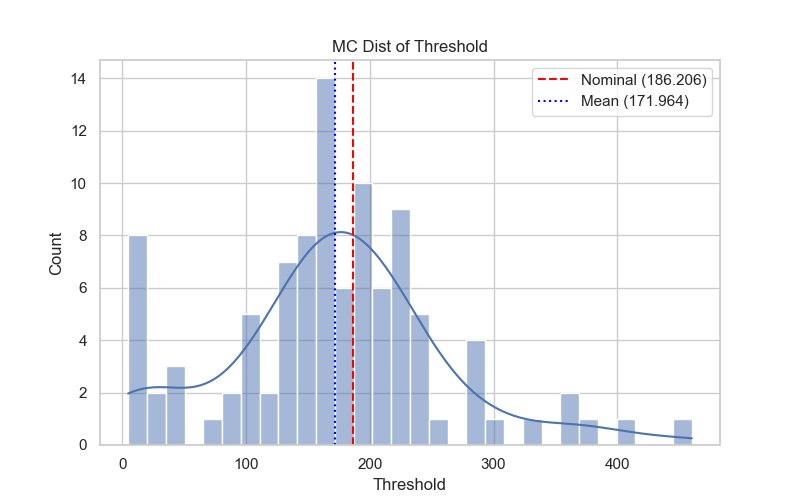 MC Dist of Threshold
Nominal (186.206)
Mean (171.964)
14
12
10
8
6
4
2
0
Count
0 100 200 300 400
Threshold